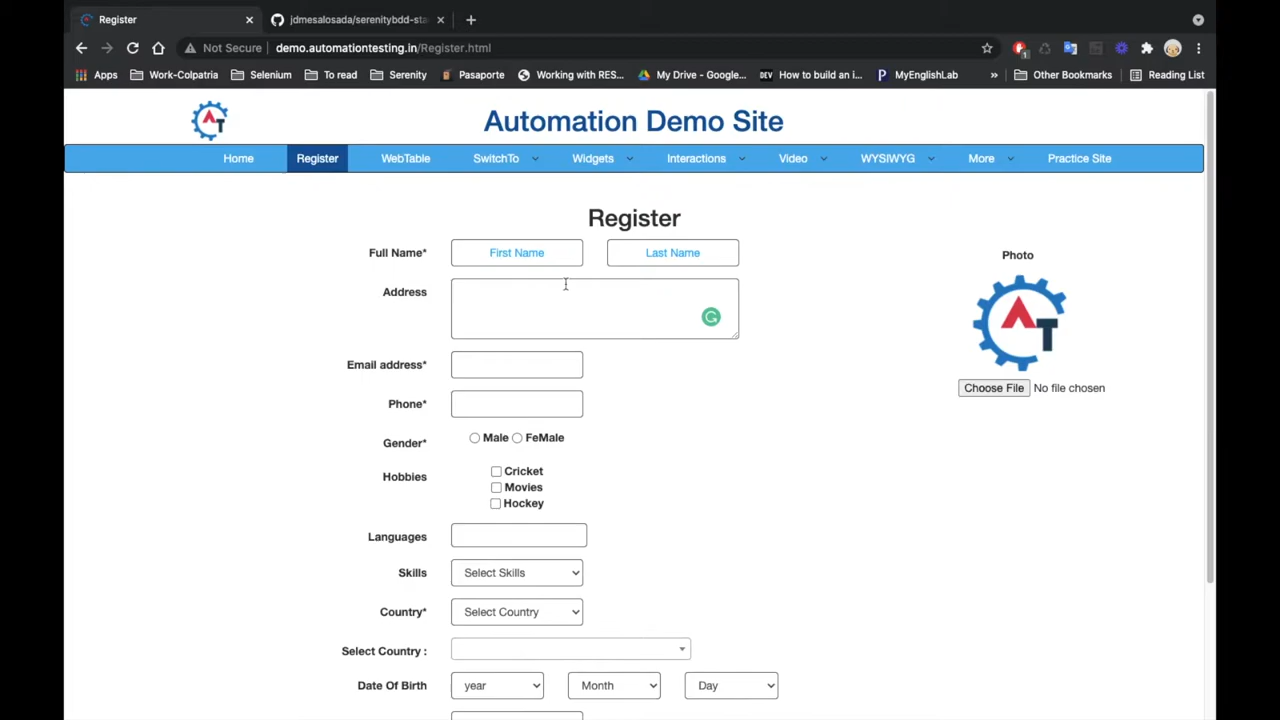 Register
jdmesalosada/serenitybdd-sta
Not Secure demo.automationtesting.in/Register.html
1
Apps Work-Colpatria Selenium To read Serenity Pasaporte Working with RES... My Drive - Google... DEV How to build an i... P MyEnglishLab » Other Bookmarks Reading List
AT Automation Demo Site
Home Register WebTable SwitchTo Widgets Interactions Video WYSIWYG More Practice Site
Register
Full Name* First Name Last Name
Photo
Address
AT
Email address*
Choose File No file chosen
Phone*
Gender* Male FeMale
Hobbies Cricket
Movies
Hockey
Languages
Skills Select Skills
Country* Select Country
Select Country :
Date Of Birth year Month Day